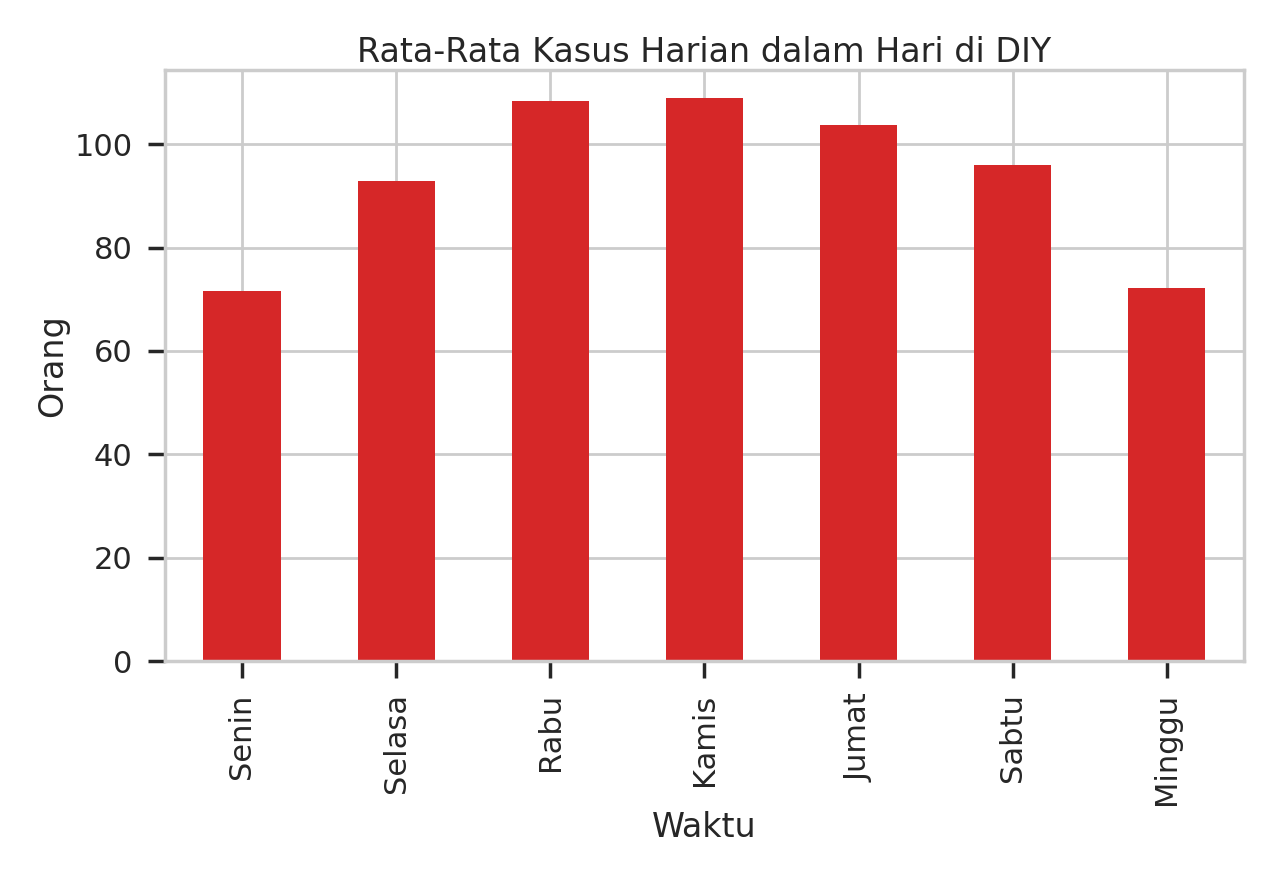 Rata-Rata Kasus Harian dalam Hari di DIY
Orang
100
80
60
40
20
0
Senin
Selasa
Rabu
Kamis
Jumat
Sabtu
Minggu
Waktu